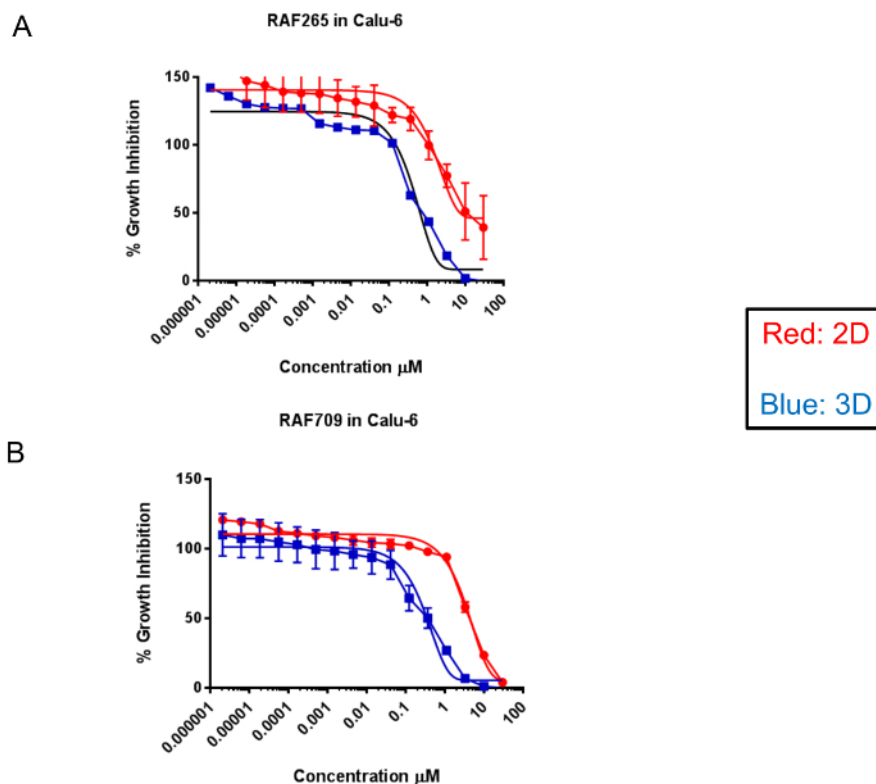 A
RAF265 in Calu-6
% Growth Inhibition
150
100
50
0
0.000001
0.00001
0.0001
0.001
0.01
0.1
1
10
100
Concentration μM
Red: 2D
Blue: 3D
RAF709 in Calu-6
B
% Growth Inhibition
150
100
50
0
0.000001
0.00001
0.0001
0.001
0.01
0.1
1
10
100
Concentration μM